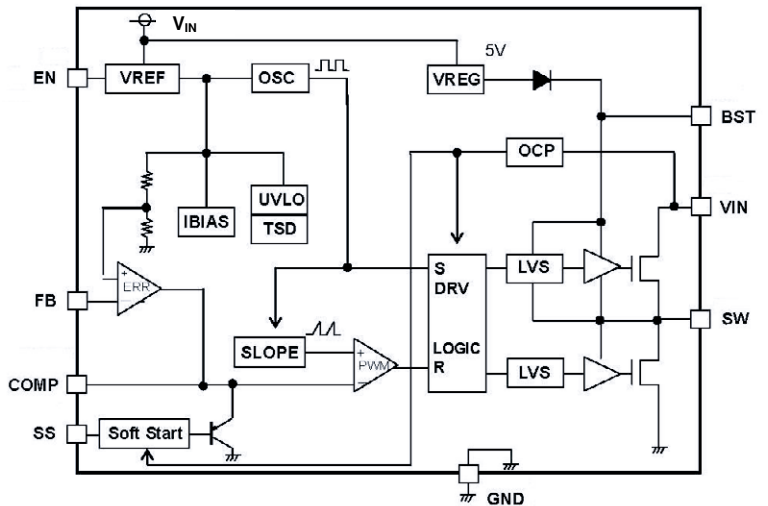 V_IN
5V
EN
VREF
OSC
VREG
BST
OCP
UVLO
IBIAS
TSD
VIN
+
ERR
−
FB
S
DRV
LVS
SW
SLOPE
+
PWM
−
LOGIC
R
LVS
COMP
SS
Soft Start
GND